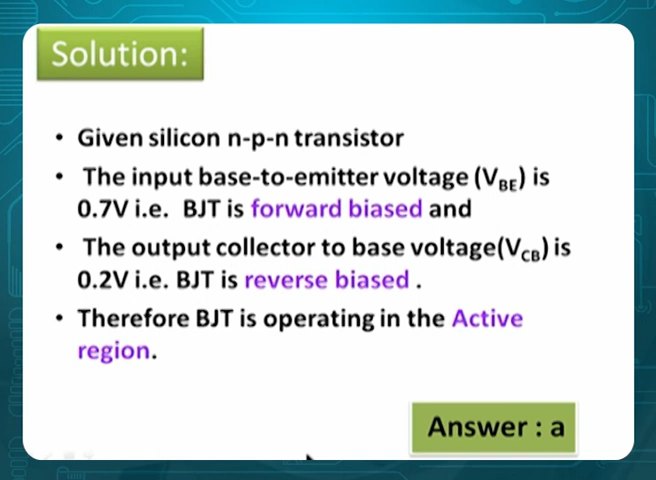 Solution:
• Given silicon n-p-n transistor
• The input base-to-emitter voltage (VBE) is
0.7V i.e. BJT is forward biased and
• The output collector to base voltage(VCB) is
0.2V i.e. BJT is reverse biased .
• Therefore BJT is operating in the Active
region.
Answer : a